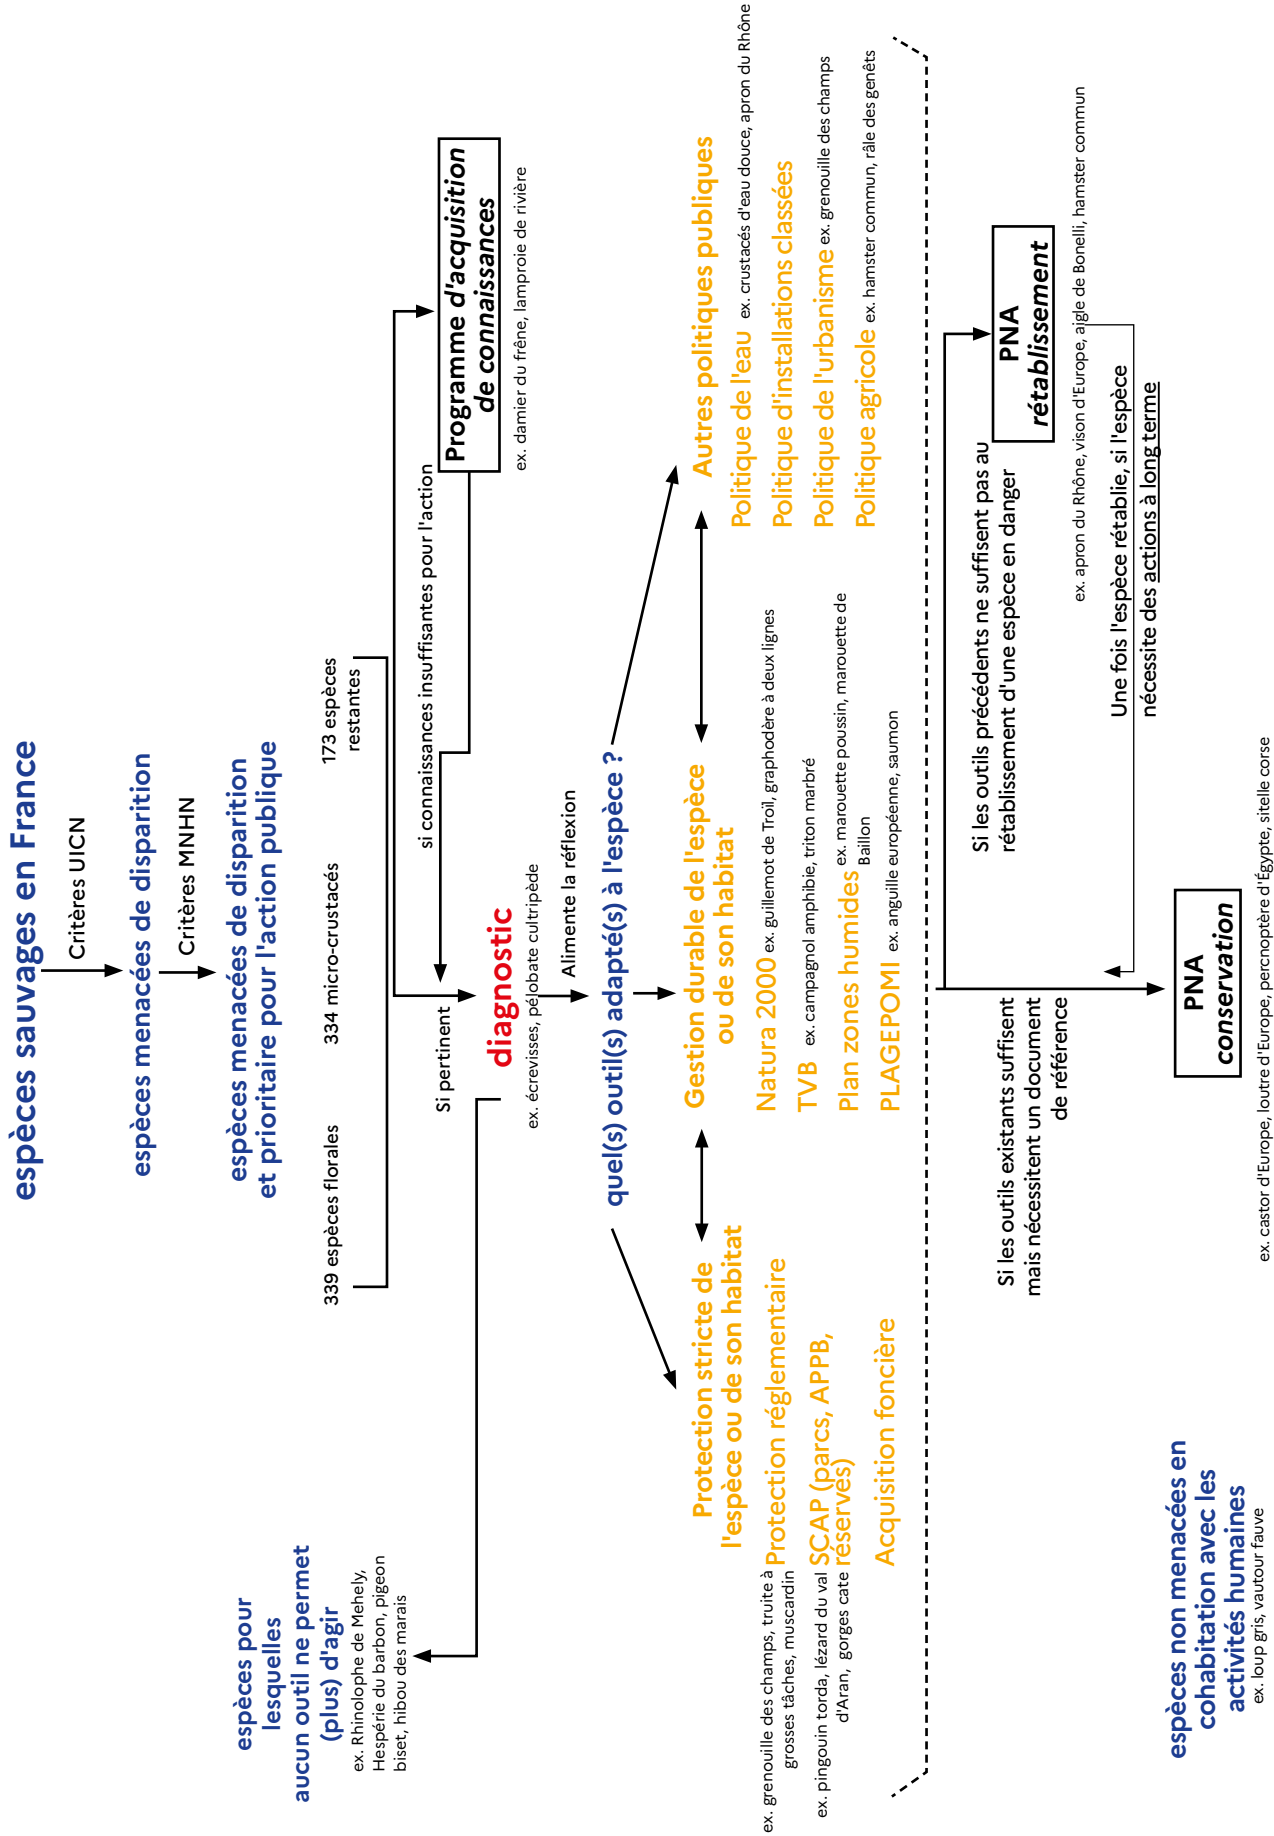 espèces sauvages en France
Critères UICN
espèces menacées de disparition
Critères MNHN
espèces menacées de disparition
et prioritaire pour l'action publique
339 espèces florales
334 micro-crustacés
173 espèces
restantes
espèces pour
lesquelles
aucun outil ne permet
(plus) d'agir
ex. Rhinolophe de Mehely,
Hespérie du barbon, pigeon
biset, hibou des marais
Si pertinent
si connaissances insuffisantes pour l'action
Programme d'acquisition
de connaissances
ex. damier du frêne, lamproie de rivière
diagnostic
ex. écrevisses, pélobate cultripède
Alimente la réflexion
quel(s) outil(s) adapté(s) à l'espèce ?
Protection stricte de
l'espèce ou de son habitat
Protection réglementaire
ex. grenouille des champs, truite à
grosses tâches, muscardin
SCAP (parcs, APPB,
réserves)
ex. pingouin torda, lézard du val
d'Aran, gorges cate
Acquisition foncière
Gestion durable de l'espèce
ou de son habitat
Natura 2000 ex. guillemot de Troïl, graphodère à deux lignes
TVB ex. campagnol amphibie, triton marbré
Plan zones humides ex. marouette poussin, marouette de
Baillon
PLAGEPOMI ex. anguille européenne, saumon
Autres politiques publiques
Politique de l'eau ex. crustacés d'eau douce, apron du Rhône
Politique d'installations classées
Politique de l'urbanisme ex. grenouille des champs
Politique agricole ex. hamster commun, râle des genêts
Si les outils précédents ne suffisent pas au
rétablissement d'une espèce en danger
PNA
rétablissement
ex. apron du Rhône, vison d'Europe, aigle de Bonelli, hamster commun
Une fois l'espèce rétablie, si l'espèce
nécessite des actions à long terme
Si les outils existants suffisent
mais nécessitent un document
de référence
PNA
conservation
ex. castor d'Europe, loutre d'Europe, percnoptère d'Égypte, sitelle corse
espèces non menacées en
cohabitation avec les
activités humaines
ex. loup gris, vautour fauve